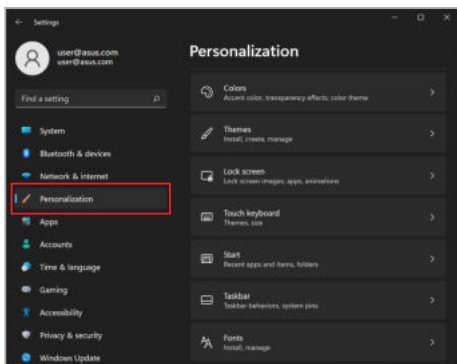 Settings
user@asus.com
user@asus.com
Find a setting
System
Bluetooth & devices
Network & internet
Personalization
Apps
Accounts
Time & language
Gaming
Accessibility
Privacy & security
Windows Update
Personalization
Colors
Accent color, transparency effects, color theme
Themes
Install, create, manage
Lock screen
Lock screen images, apps, animations
Touch keyboard
Themes, size
Start
Recent apps and items, folders
Taskbar
Taskbar behaviors, system pins
Fonts
Install, manage